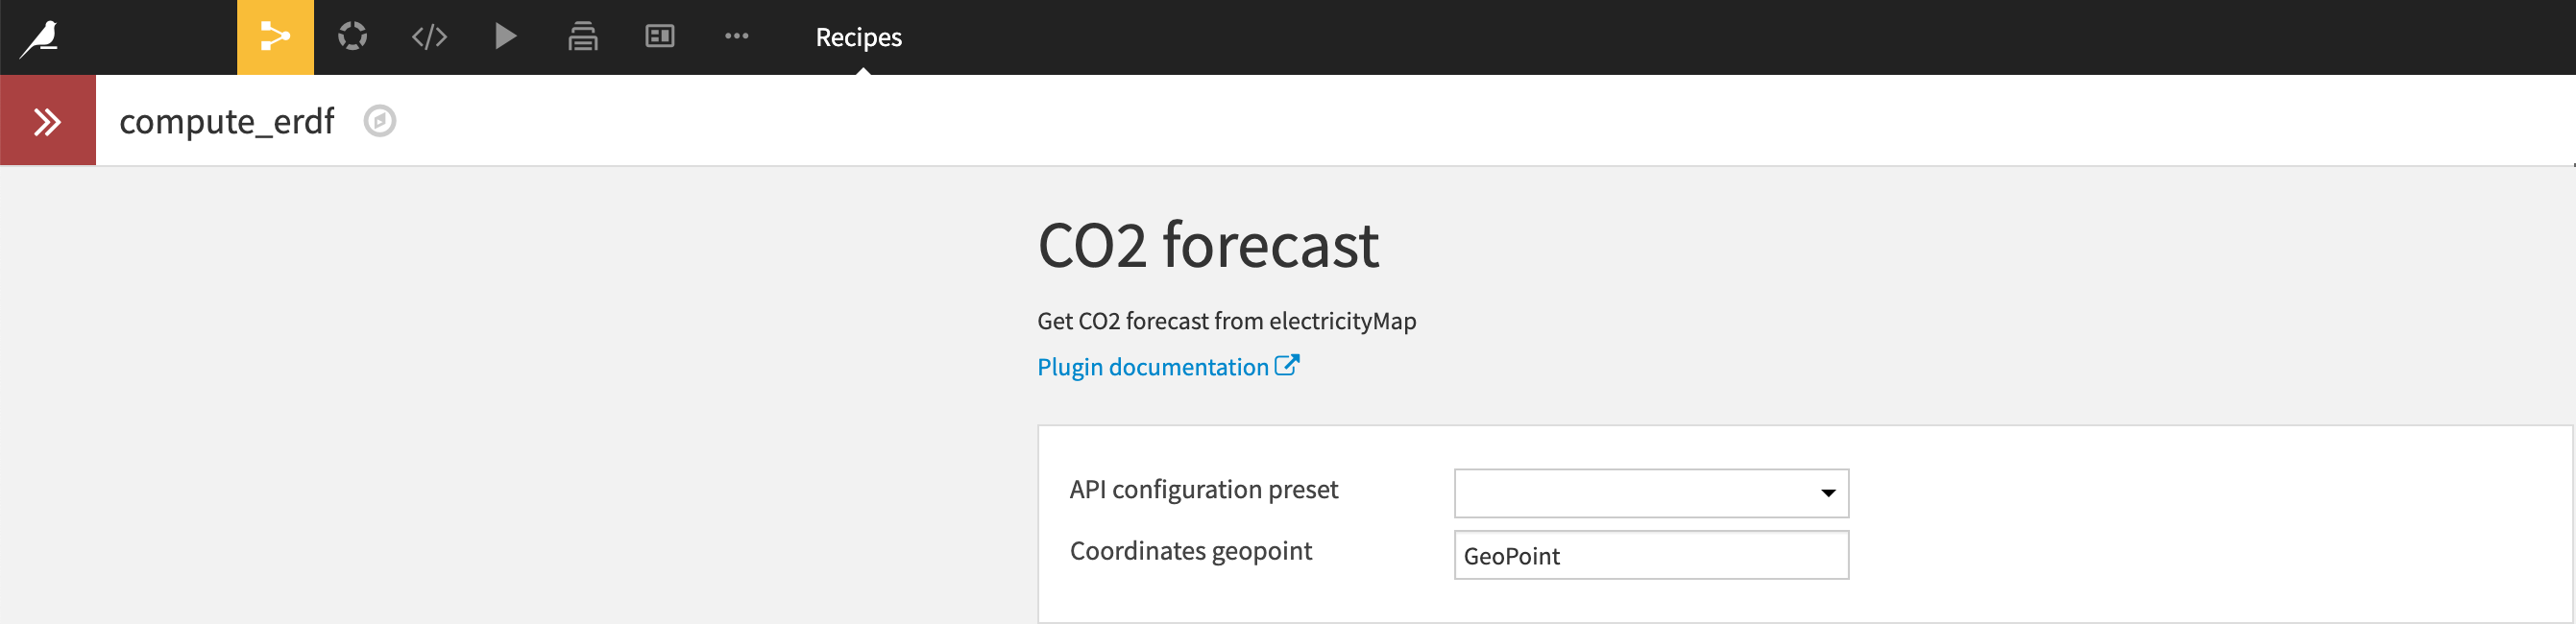 Recipes
compute_erdf
CO2 forecast
Get CO2 forecast from electricityMap
Plugin documentation
API configuration preset
Coordinates geopoint GeoPoint